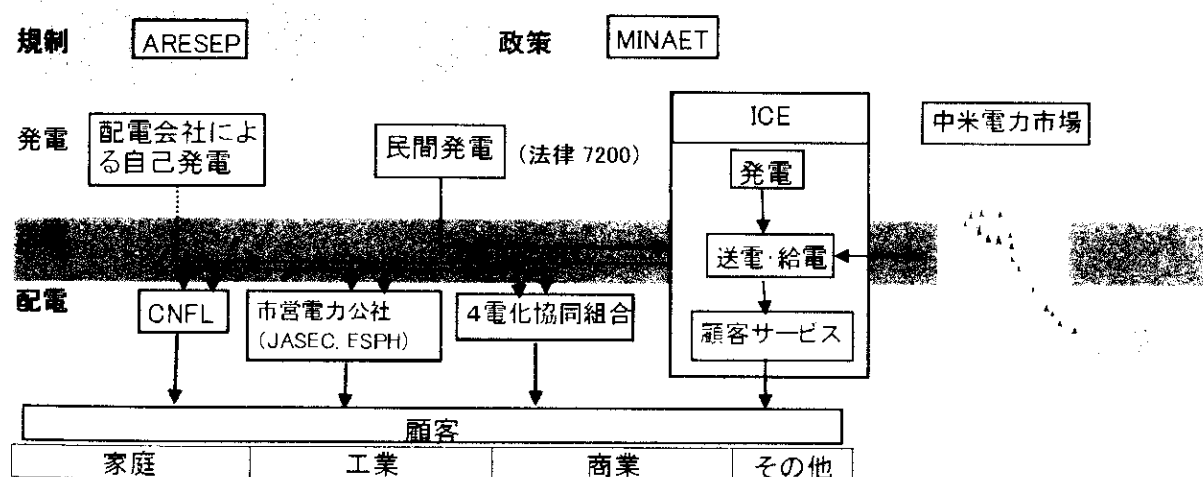 規制 ARESEP 政策 MINAET
発電
配電会社によ
る自己発電
民間発電 (法律 7200)
ICE
発電
送電·給電
顧客サービス
中米電力市場
配電
CNFL
市営電力公社
(JASEC, ESPH)
4電化協同組合
顧客
家庭 工業 商業 その他